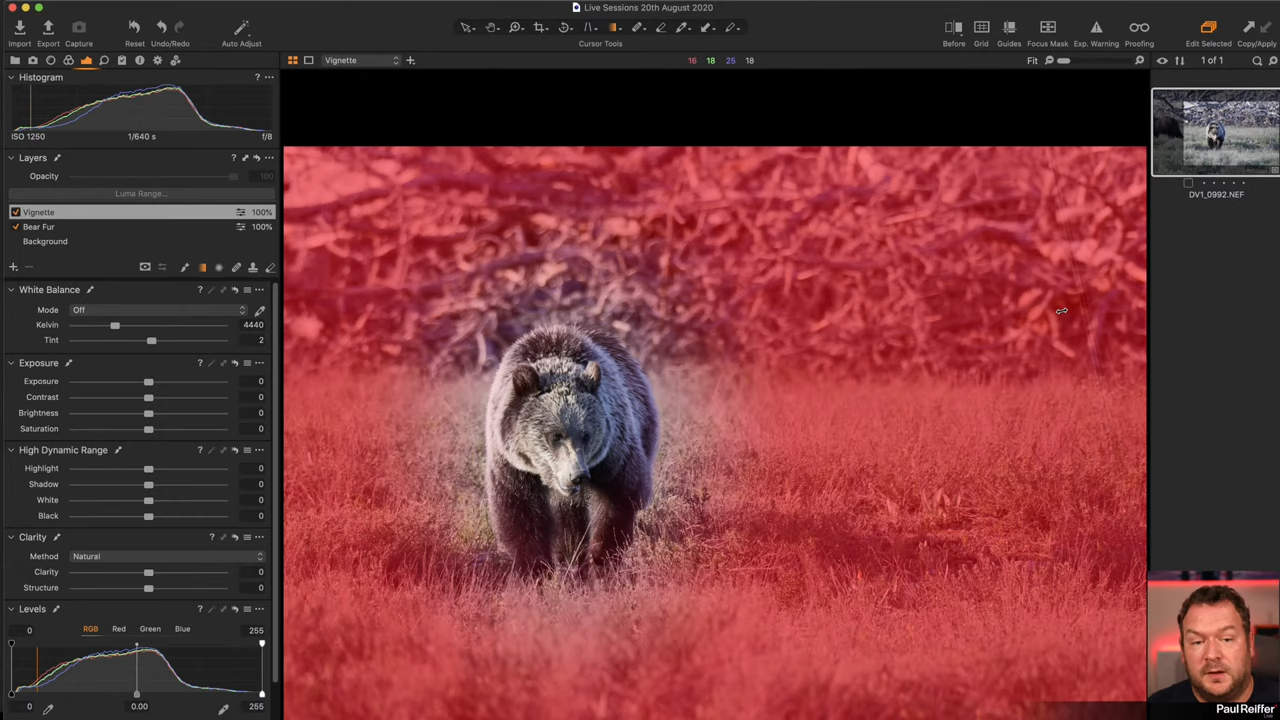 Live Sessions 20th August 2020
Import Export Capture Reset Undo/Redo Auto Adjust Cursor Tools Before Grid Guides Focus Mask Exp. Warning Proofing Edit Selected Copy/Apply
Vignette 16 18 25 18 Fit 1 of 1
Histogram ?
ISO 1250 1/640 s f/8
Layers ?
Opacity 100
Luma Range...
Vignette 100%
Bear Fur 100%
Background
White Balance ?
Mode Off
Kelvin 4440
Tint 2
Exposure ?
Exposure 0
Contrast 0
Brightness 0
Saturation 0
High Dynamic Range ?
Highlight 0
Shadow 0
White 0
Black 0
Clarity ?
Method Natural
Clarity 0
Structure 0
Levels ?
0 RGB Red Green Blue 255
0 0.00 255
DV1_0992.NEF
PaulReiffer
Live